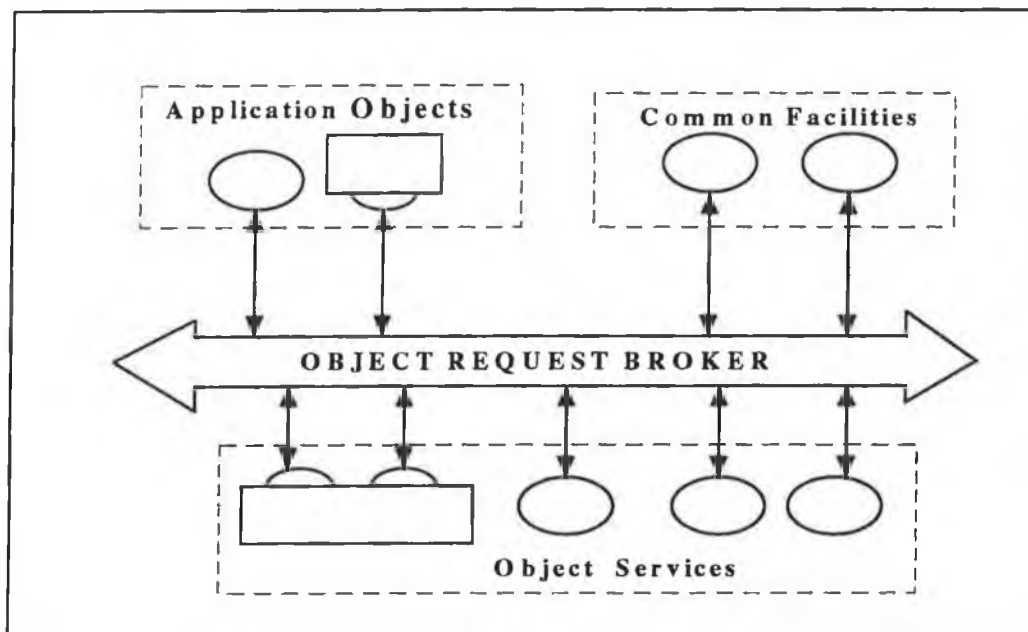 Application Objects
Common Facilities
OBJECT REQUEST BROKER
Object Services